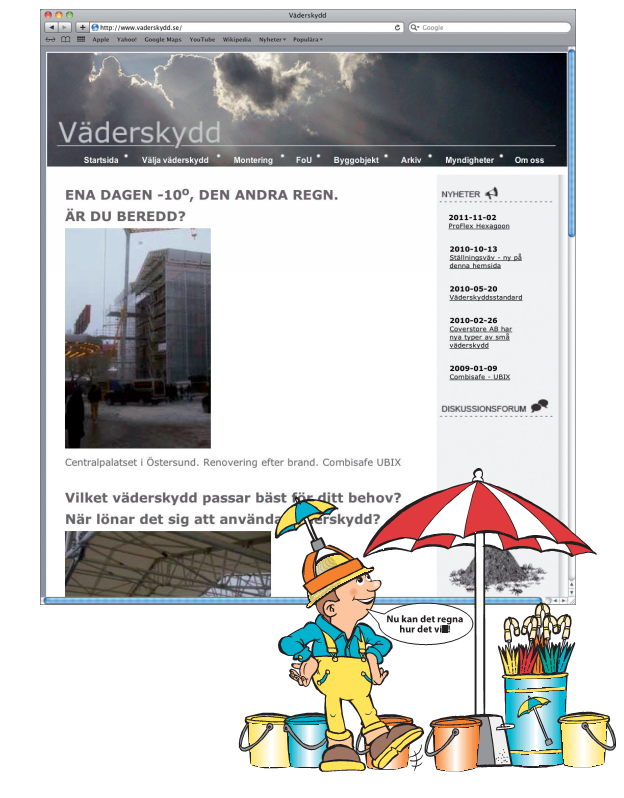 Väderskydd
http://www.vaderskydd.se/
Google
Apple Yahoo! Google Maps YouTube Wikipedia Nyheter Populära
Väderskydd
Startsida Välja väderskydd Montering FoU Byggobjekt Arkiv Myndigheter Om oss
ENA DAGEN -10°, DEN ANDRA REGN.
ÄR DU BEREDD?
Centralpalatset i Östersund. Renovering efter brand. Combisafe UBIX
Vilket väderskydd passar bäst för ditt behov?
När lönar det sig att använda
NYHETER
2011-11-02
ProFlex Hexagoon
2010-10-13
Ställningsväv - ny på
denna hemsida
2010-05-20
Väderskyddsstandard
2010-02-26
Coverstore AB har
nya typer av små
väderskydd
2009-01-09
Combisafe - UBIX
DISKUSSIONSFORUM
Nu kan det regna
hur det